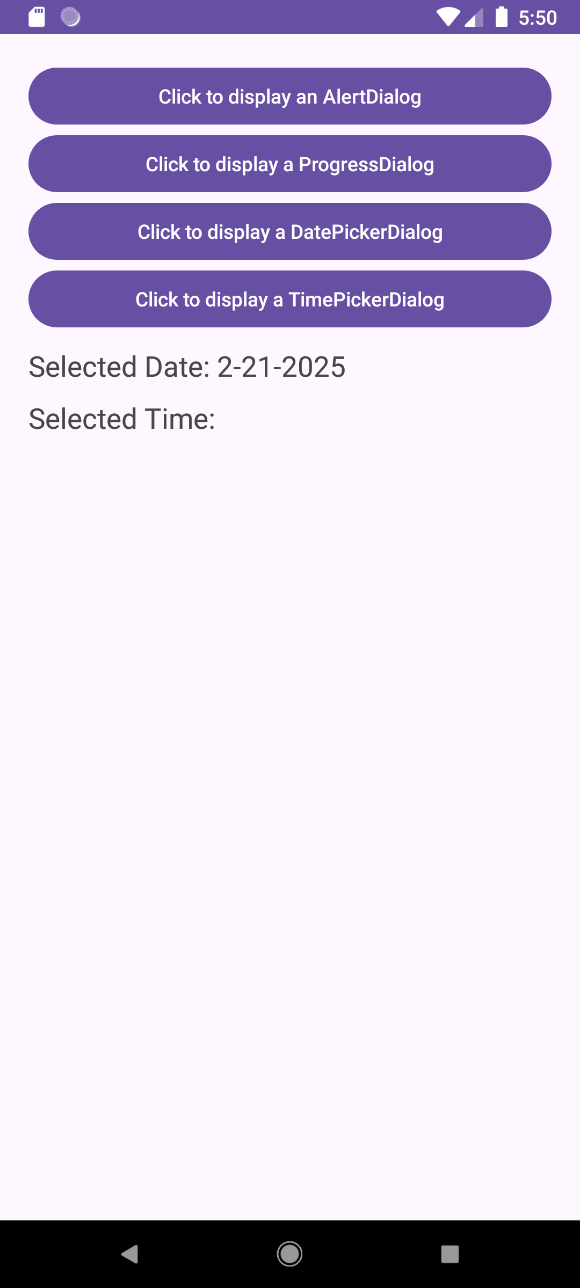 5:50
Click to display an AlertDialog
Click to display a ProgressDialog
Click to display a DatePickerDialog
Click to display a TimePickerDialog
Selected Date: 2-21-2025
Selected Time: